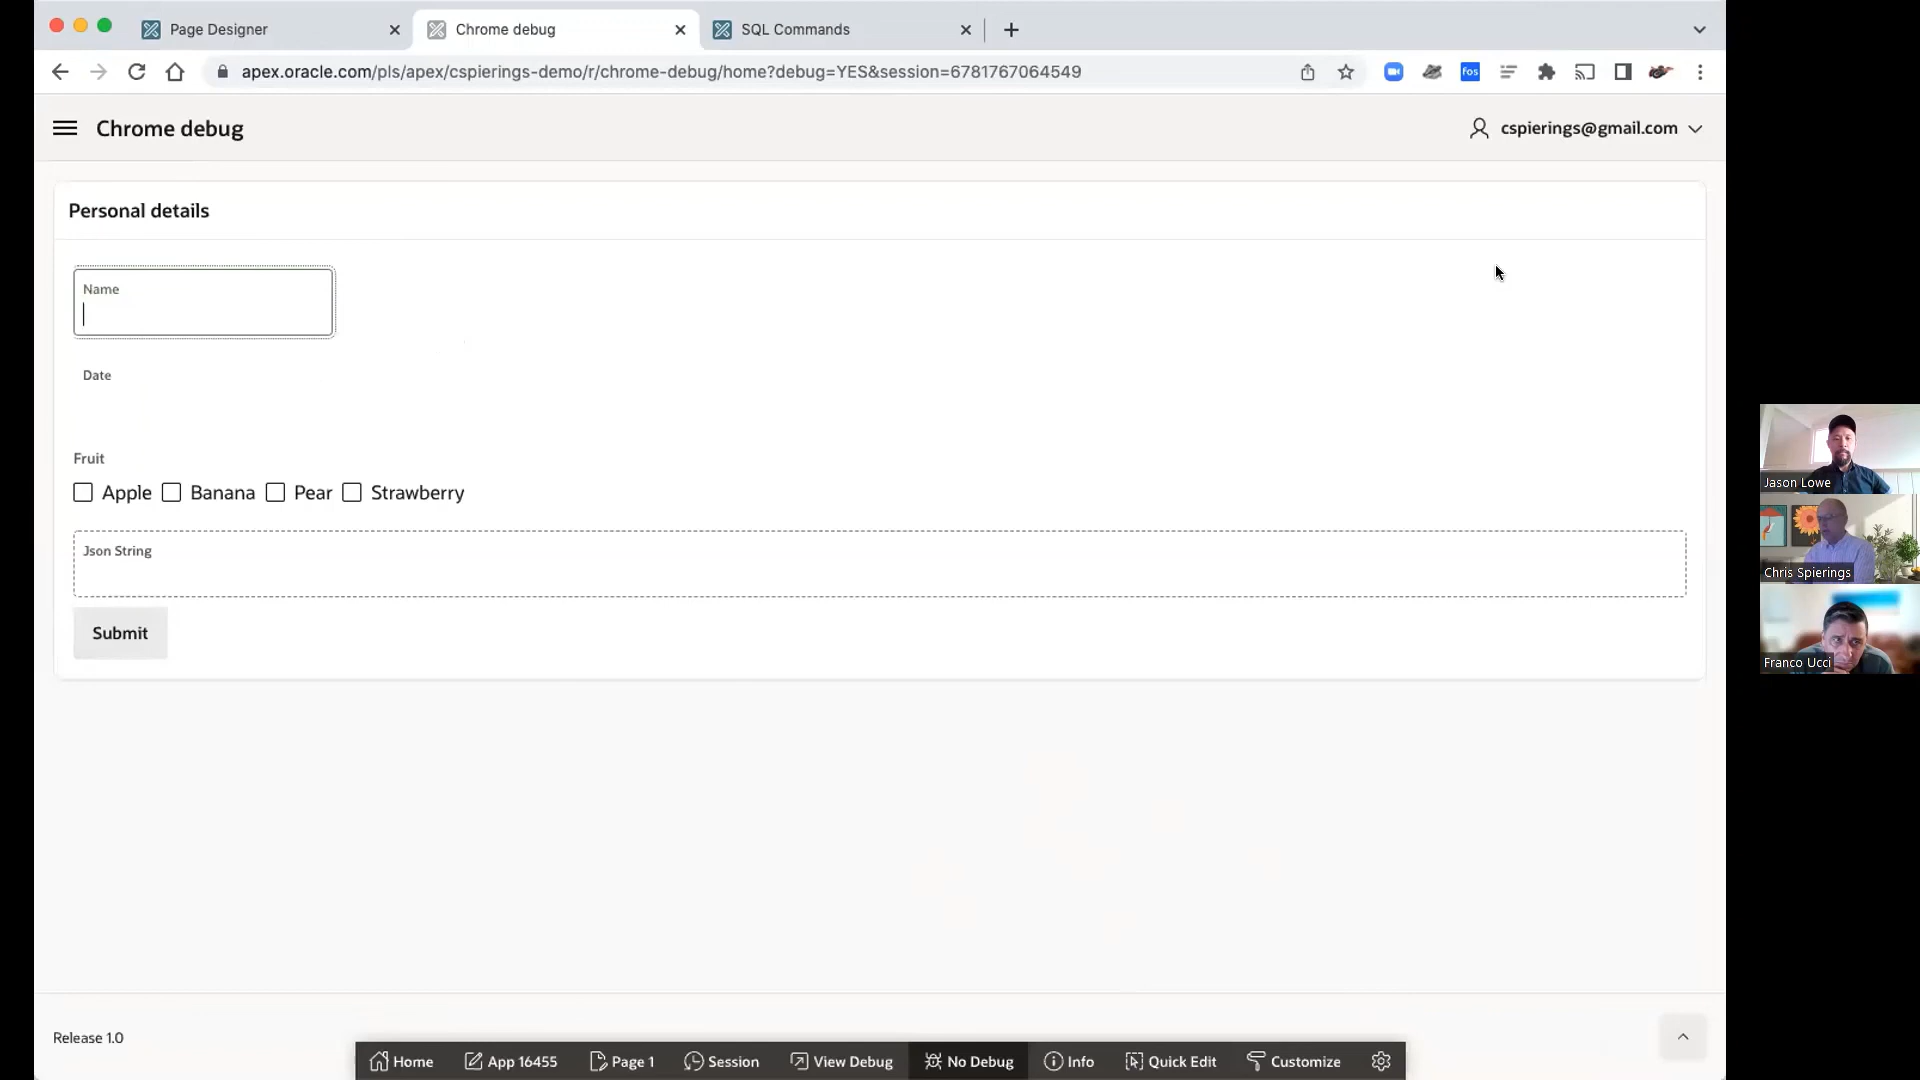 Page Designer
Chrome debug
SQL Commands
apex.oracle.com/pls/apex/cspierings-demo/r/chrome-debug/home?debug=YES&session=6781767064549
fos
Chrome debug
cspierings@gmail.com
Personal details
Name
Date
Fruit
Apple Banana Pear Strawberry
Json String
Submit
Jason Lowe
Chris Spierings
Franco Ucci
Release 1.0
Home App 16455 Page 1 Session View Debug No Debug Info Quick Edit Customize